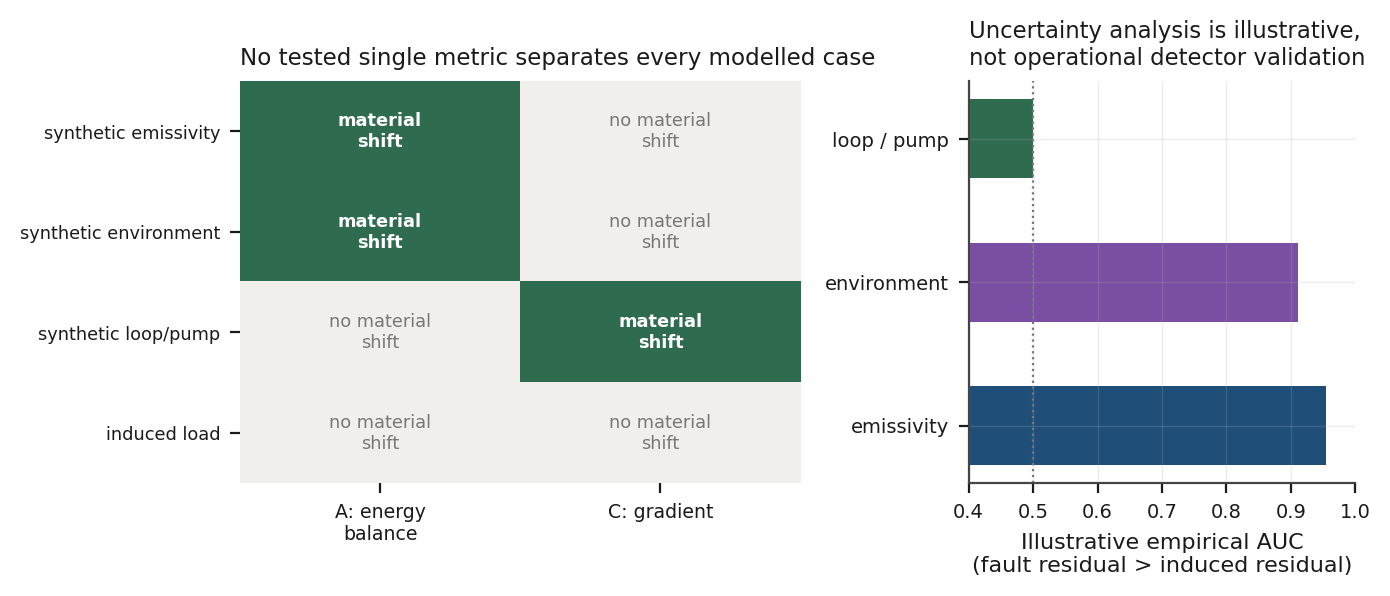 No tested single metric separates every modelled case
synthetic emissivity
material
shift
no material
shift
synthetic environment
material
shift
no material
shift
synthetic loop/pump
no material
shift
material
shift
induced load
no material
shift
no material
shift
A: energy
balance
C: gradient
Uncertainty analysis is illustrative,
not operational detector validation
loop / pump
environment
emissivity
0.4 0.5 0.6 0.7 0.8 0.9 1.0
Illustrative empirical AUC
(fault residual > induced residual)